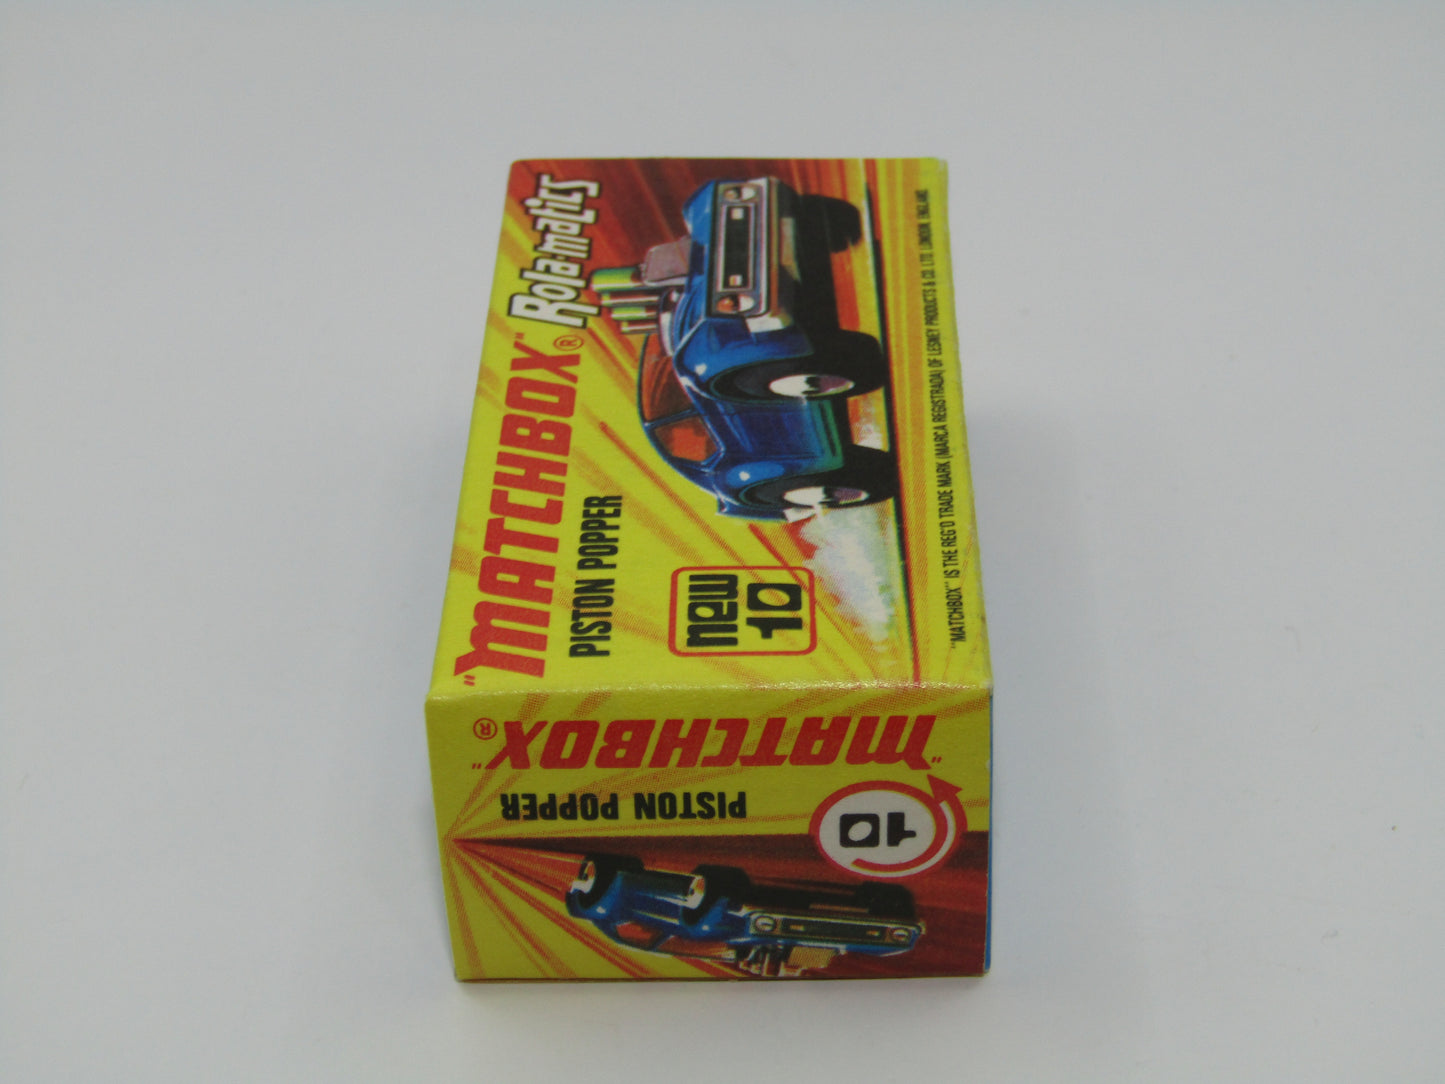 "MATCHBOX"® Rola-matics
PISTON POPPER
new
10
"MATCHBOX" IS THE REG'D TRADE MARK (MARCA REGISTRADA) OF LESNEY PRODUCTS & CO LTD LONDON, ENGLAND
"MATCHBOX"®
PISTON POPPER
10